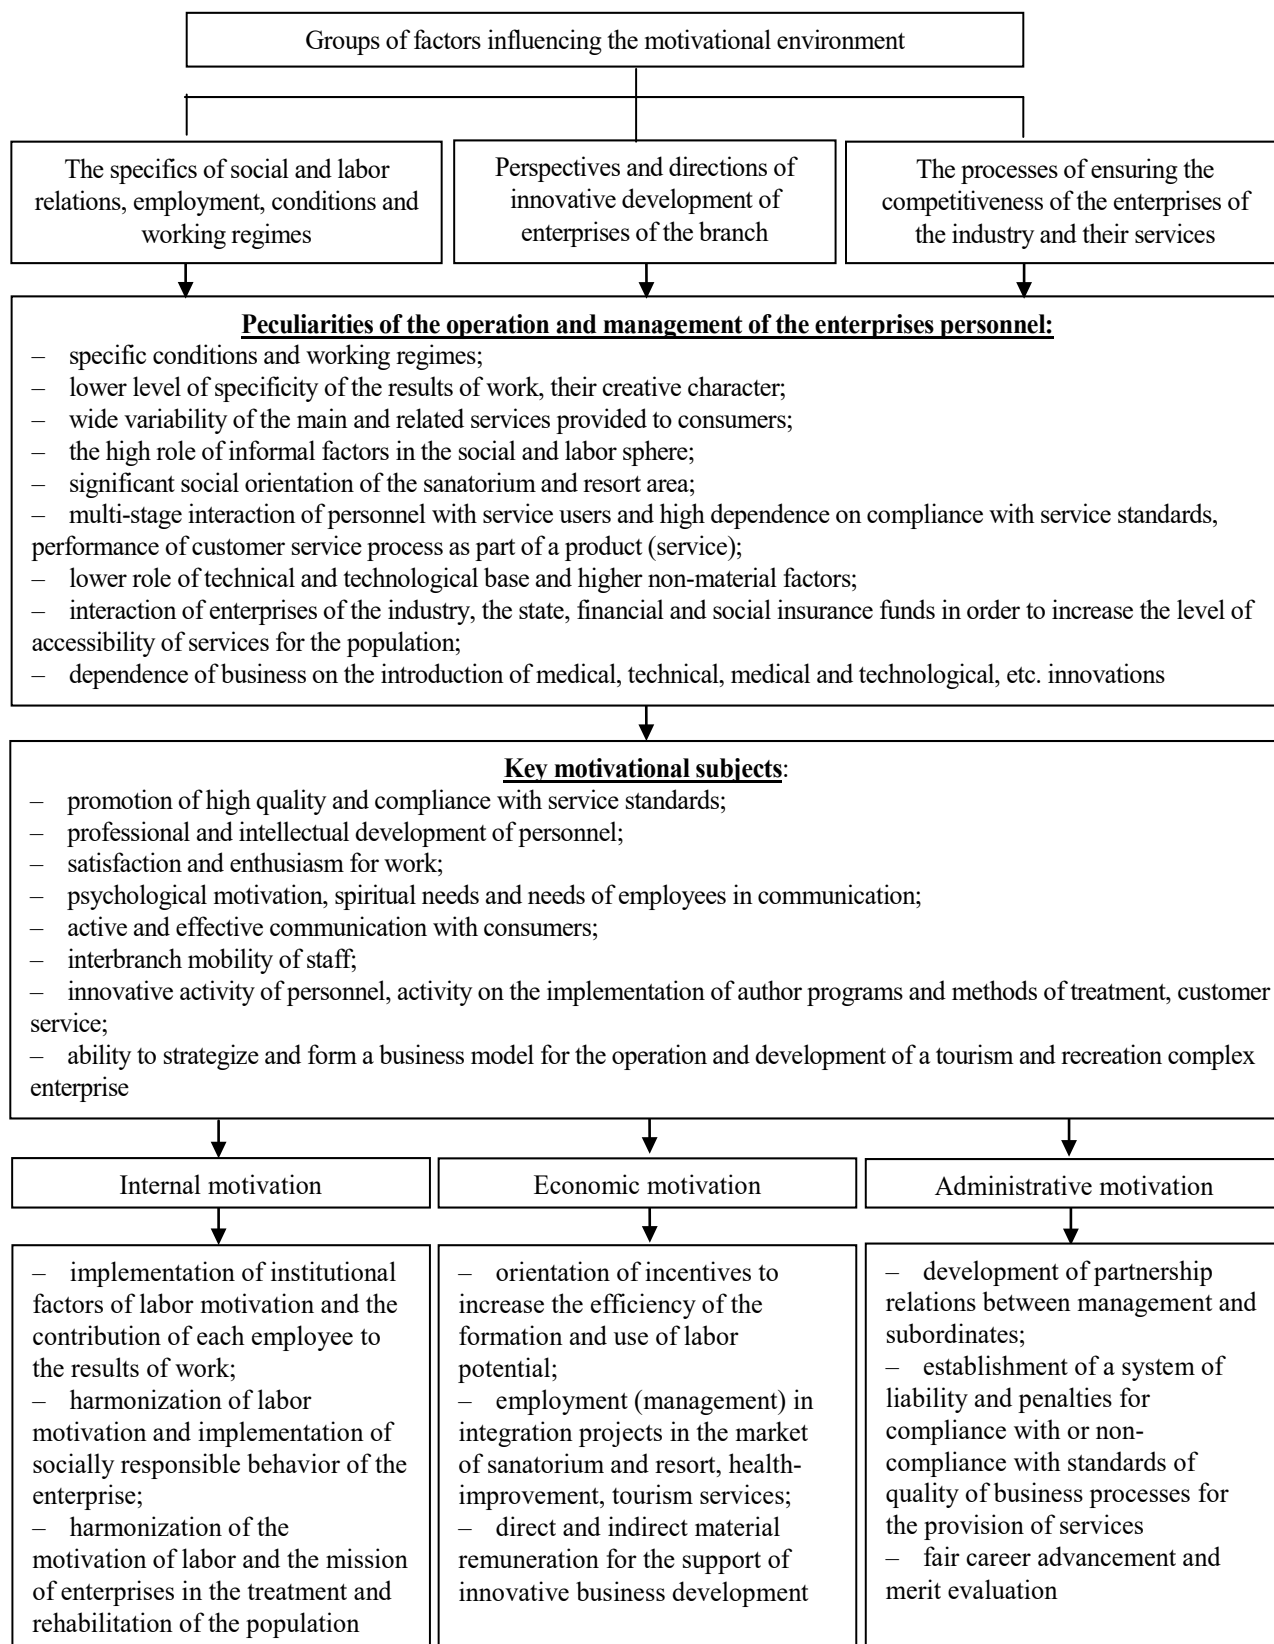 Groups of factors influencing the motivational environment
The specifics of social and labor
relations, employment, conditions and
working regimes
Perspectives and directions of
innovative development of
enterprises of the branch
The processes of ensuring the
competitiveness of the enterprises of
the industry and their services
Peculiarities of the operation and management of the enterprises personnel:
– specific conditions and working regimes;
– lower level of specificity of the results of work, their creative character;
– wide variability of the main and related services provided to consumers;
– the high role of informal factors in the social and labor sphere;
– significant social orientation of the sanatorium and resort area;
– multi-stage interaction of personnel with service users and high dependence on compliance with service standards,
performance of customer service process as part of a product (service);
– lower role of technical and technological base and higher non-material factors;
– interaction of enterprises of the industry, the state, financial and social insurance funds in order to increase the level of
accessibility of services for the population;
– dependence of business on the introduction of medical, technical, medical and technological, etc. innovations
Key motivational subjects:
– promotion of high quality and compliance with service standards;
– professional and intellectual development of personnel;
– satisfaction and enthusiasm for work;
– psychological motivation, spiritual needs and needs of employees in communication;
– active and effective communication with consumers;
– interbranch mobility of staff;
– innovative activity of personnel, activity on the implementation of author programs and methods of treatment, customer
service;
– ability to strategize and form a business model for the operation and development of a tourism and recreation complex
enterprise
Internal motivation
Economic motivation
Administrative motivation
– implementation of institutional
factors of labor motivation and the
contribution of each employee to
the results of work;
– harmonization of labor
motivation and implementation of
socially responsible behavior of the
enterprise;
– harmonization of the
motivation of labor and the mission
of enterprises in the treatment and
rehabilitation of the population
– orientation of incentives to
increase the efficiency of the
formation and use of labor
potential;
– employment (management) in
integration projects in the market
of sanatorium and resort, health-
improvement, tourism services;
– direct and indirect material
remuneration for the support of
innovative business development
– development of partnership
relations between management and
subordinates;
– establishment of a system of
liability and penalties for
compliance with or non-
compliance with standards of
quality of business processes for
the provision of services
– fair career advancement and
merit evaluation